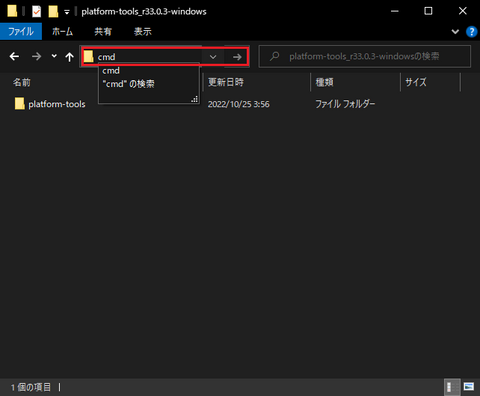 platform-tools_r33.0.3-windows
ファイル ホーム 共有 表示
cmd platform-tools_r33.0.3-windowsの検索
cmd
"cmd" の検索
名前 更新日時 種類 サイズ
platform-tools 2022/10/25 3:56 ファイル フォルダー
1 個の項目